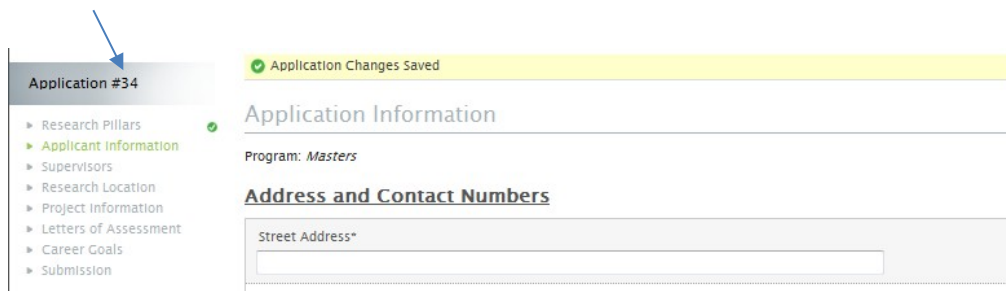 Application #34
Research Pillars
Applicant Information
Supervisors
Research Location
Project Information
Letters of Assessment
Career Goals
Submission
Application Changes Saved
Application Information
Program: Masters
Address and Contact Numbers
Street Address*